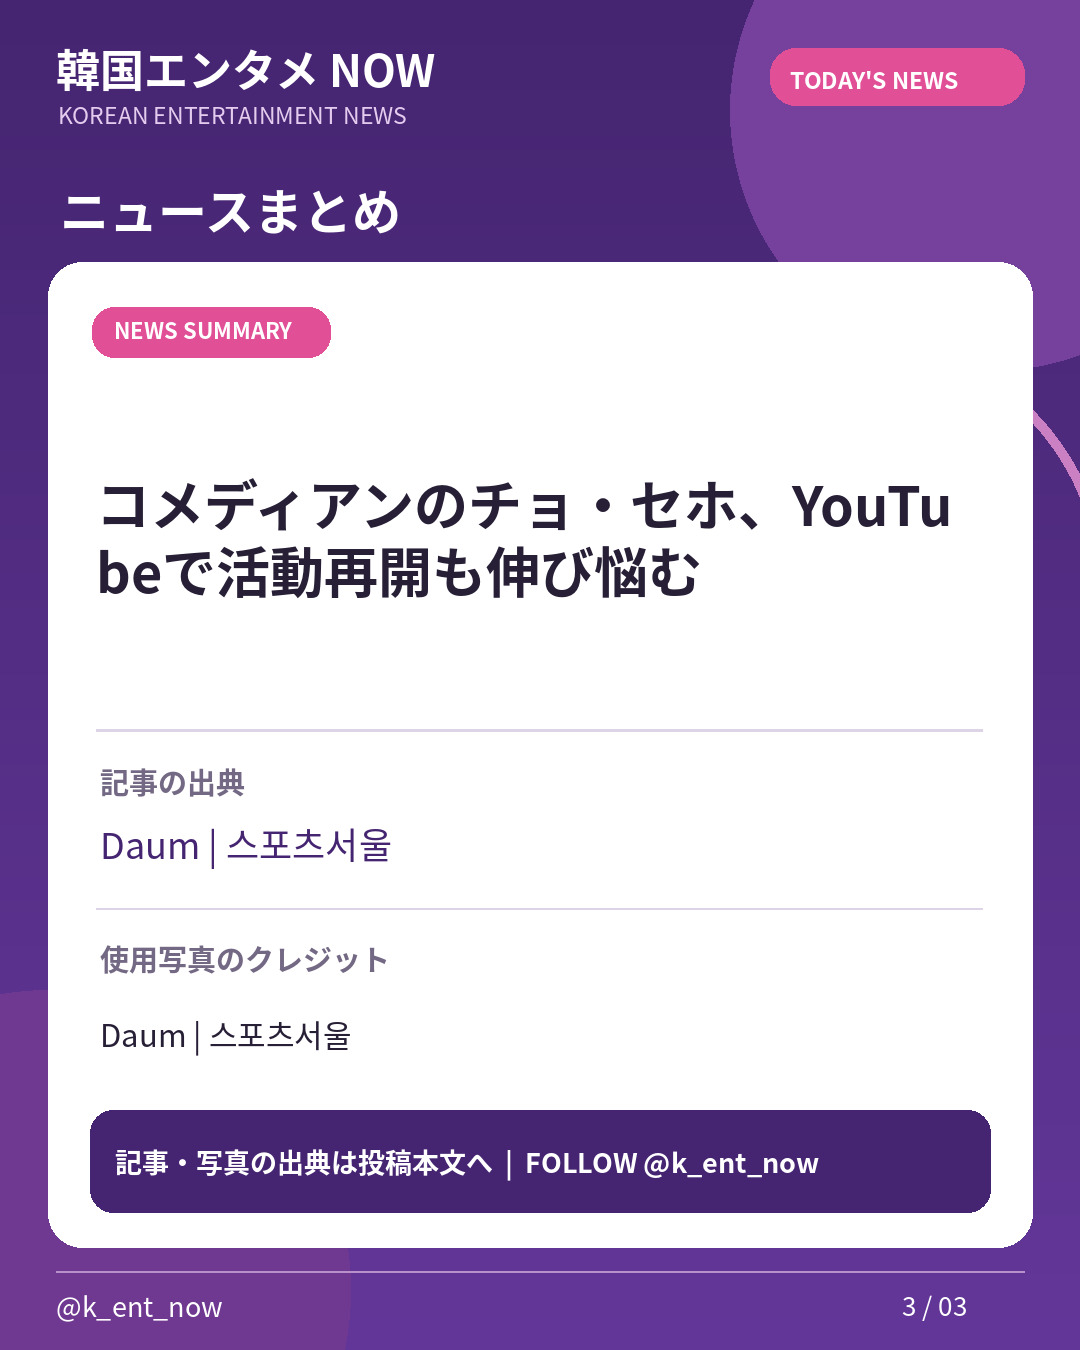 韓国エンタメ NOW
KOREAN ENTERTAINMENT NEWS
TODAY'S NEWS
ニュースまとめ
NEWS SUMMARY
コメディアンのチョ・セホ、YouTu
beで活動再開も伸び悩む
記事の出典
Daum | 스포츠서울
使用写真のクレジット
Daum | 스포츠서울
記事・写真の出典は投稿本文へ | FOLLOW @k_ent_now
@k_ent_now
3 / 03